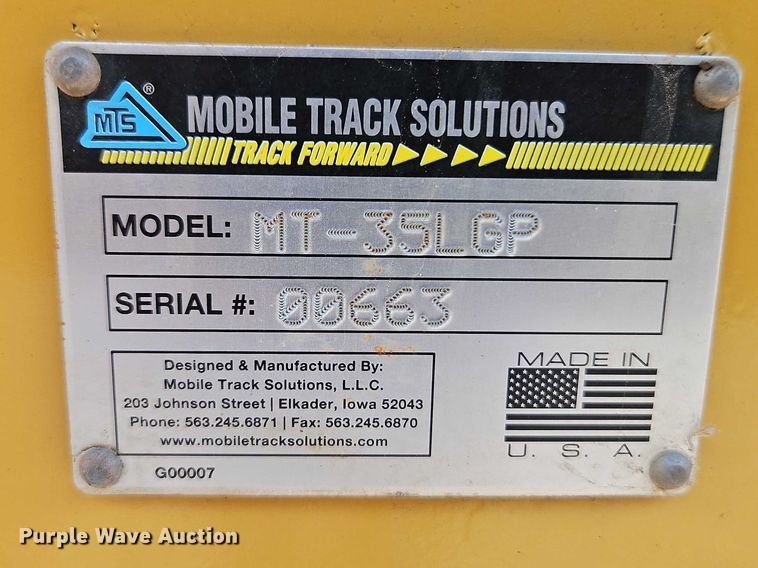 MTS ®
MOBILE TRACK SOLUTIONS
TRACK FORWARD
MODEL: MT-35LGP
SERIAL #: 00663
Designed & Manufactured By:
Mobile Track Solutions, L.L.C.
203 Johnson Street | Elkader, Iowa 52043
Phone: 563.245.6871 | Fax: 563.245.6870
www.mobiletracksolutions.com
MADE IN
U. S. A.
G00007
Purple Wave Auction